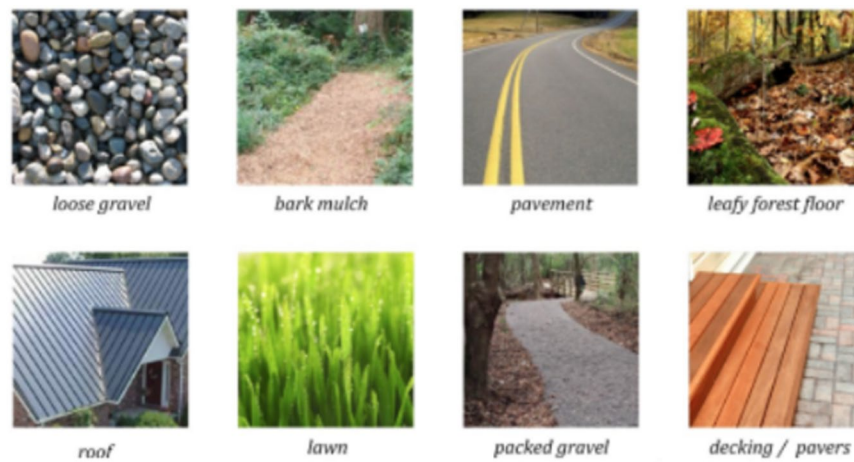 loose gravel
bark mulch
pavement
leafy forest floor
roof
lawn
packed gravel
decking / pavers